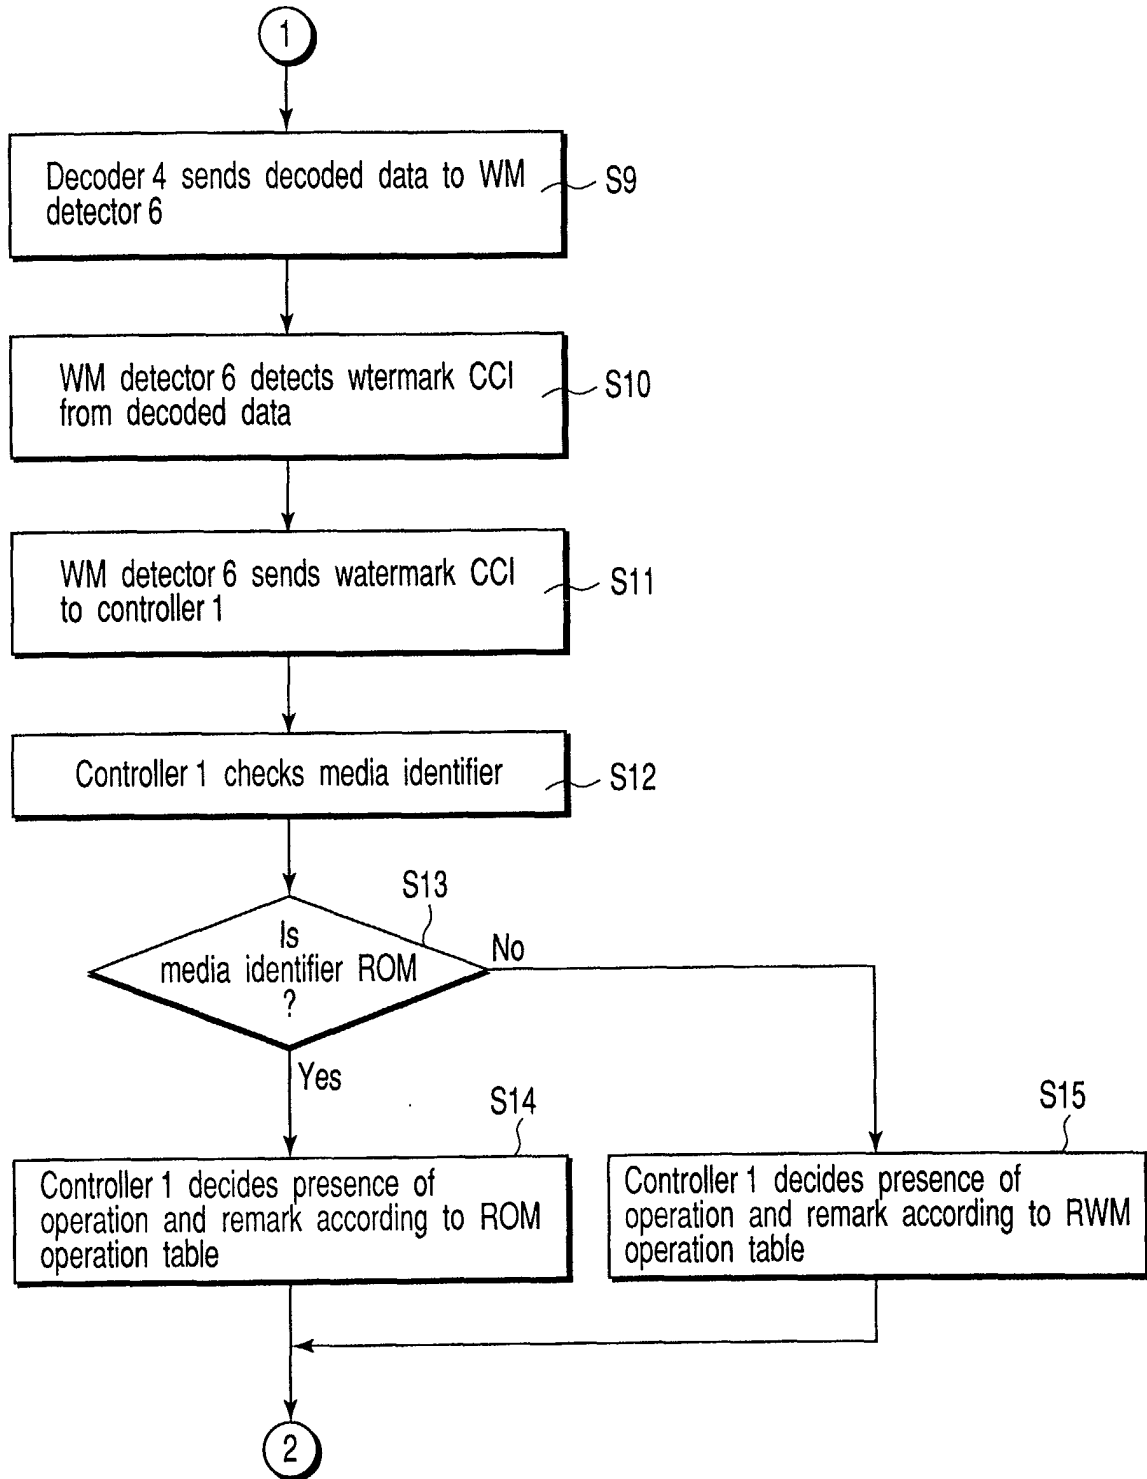 1
Decoder 4 sends decoded data to WM
detector 6
S9
WM detector 6 detects wtermark CCI
from decoded data
S10
WM detector 6 sends watermark CCI
to controller 1
S11
Controller 1 checks media identifier
S12
S13
Is
media identifier ROM
?
No
Yes
S14
Controller 1 decides presence of
operation and remark according to ROM
operation table
S15
Controller 1 decides presence of
operation and remark according to RWM
operation table
2